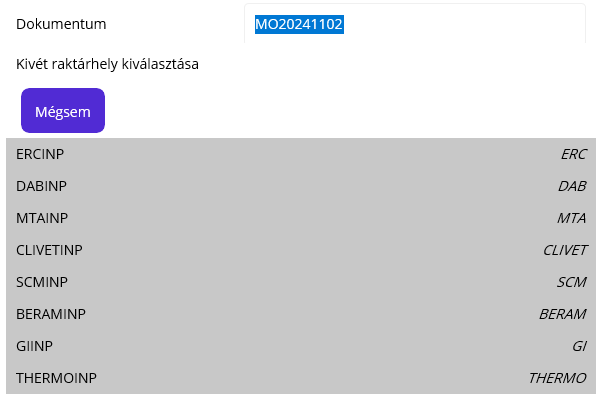 Dokumentum MO20241102
Kivét raktárhely kiválasztása
Mégsem
ERCINP ERC
DABINP DAB
MTAINP MTA
CLIVETINP CLIVET
SCMINP SCM
BERAMINP BERAM
GIINP GI
THERMOINP THERMO